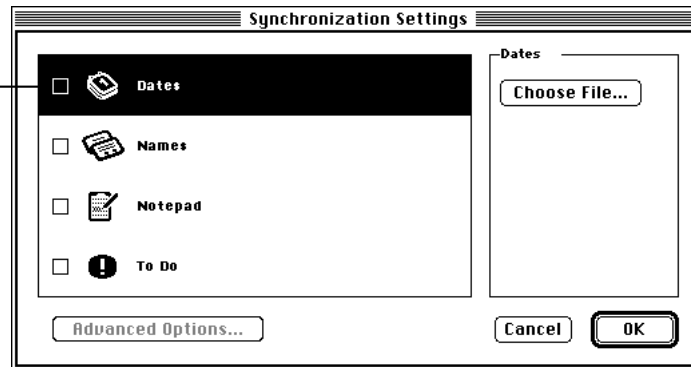 Synchronization Settings
Dates
Names
Notepad
To Do
Dates
Choose File...
Advanced Options...
Cancel
OK